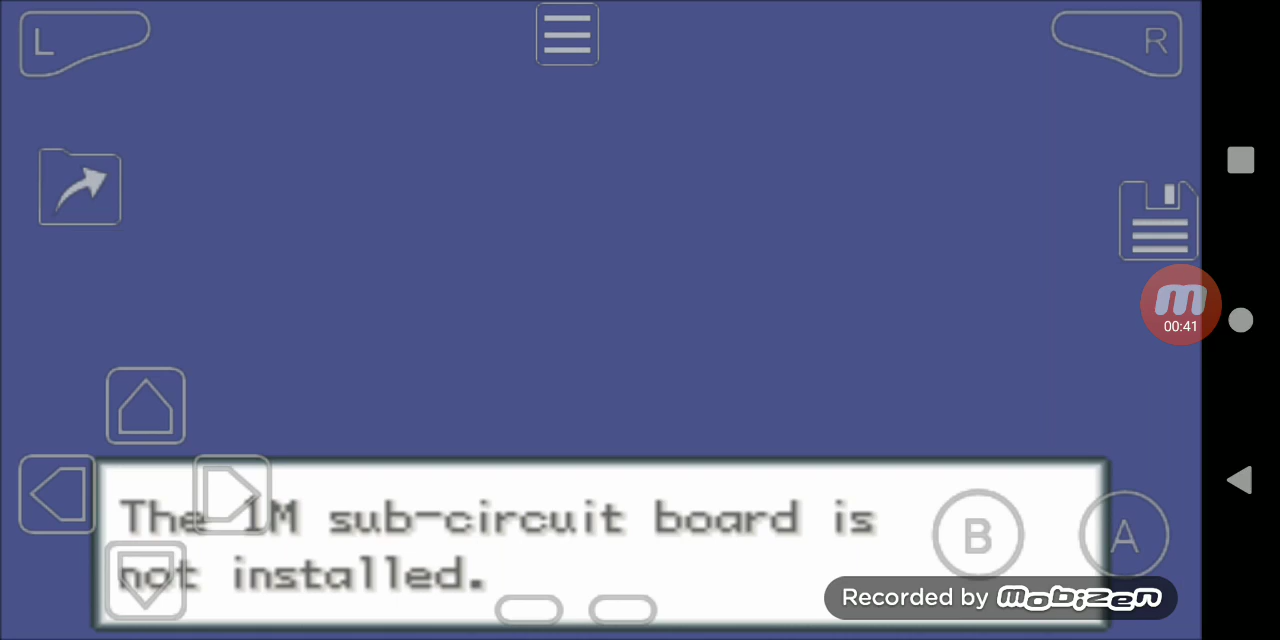 L
R
00:41
The 1M sub-circuit board is
not installed.
B
A
Recorded by mobizen